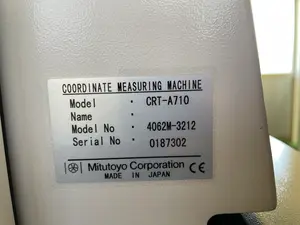 COORDINATE MEASURING MACHINE
Model · CRT-A710
Name ·
Model No · 4062M-3212
Serial No · 0187302
Mitutoyo Corporation CE
MADE IN JAPAN